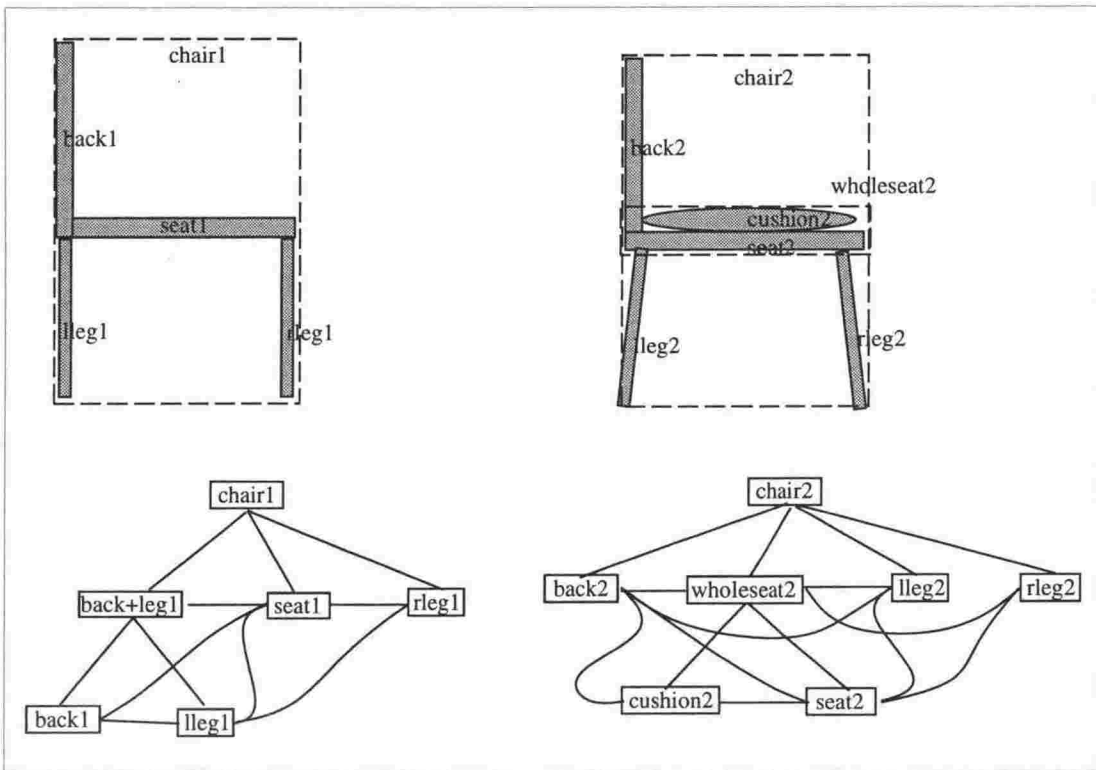 chair1
back1
seat1
lleg1
rleg1
chair2
back2
wholeseat2
cushion2
seat2
lleg2
rleg2
chair1
back+leg1
seat1
rleg1
back1
lleg1
chair2
back2
wholeseat2
lleg2
rleg2
cushion2
seat2